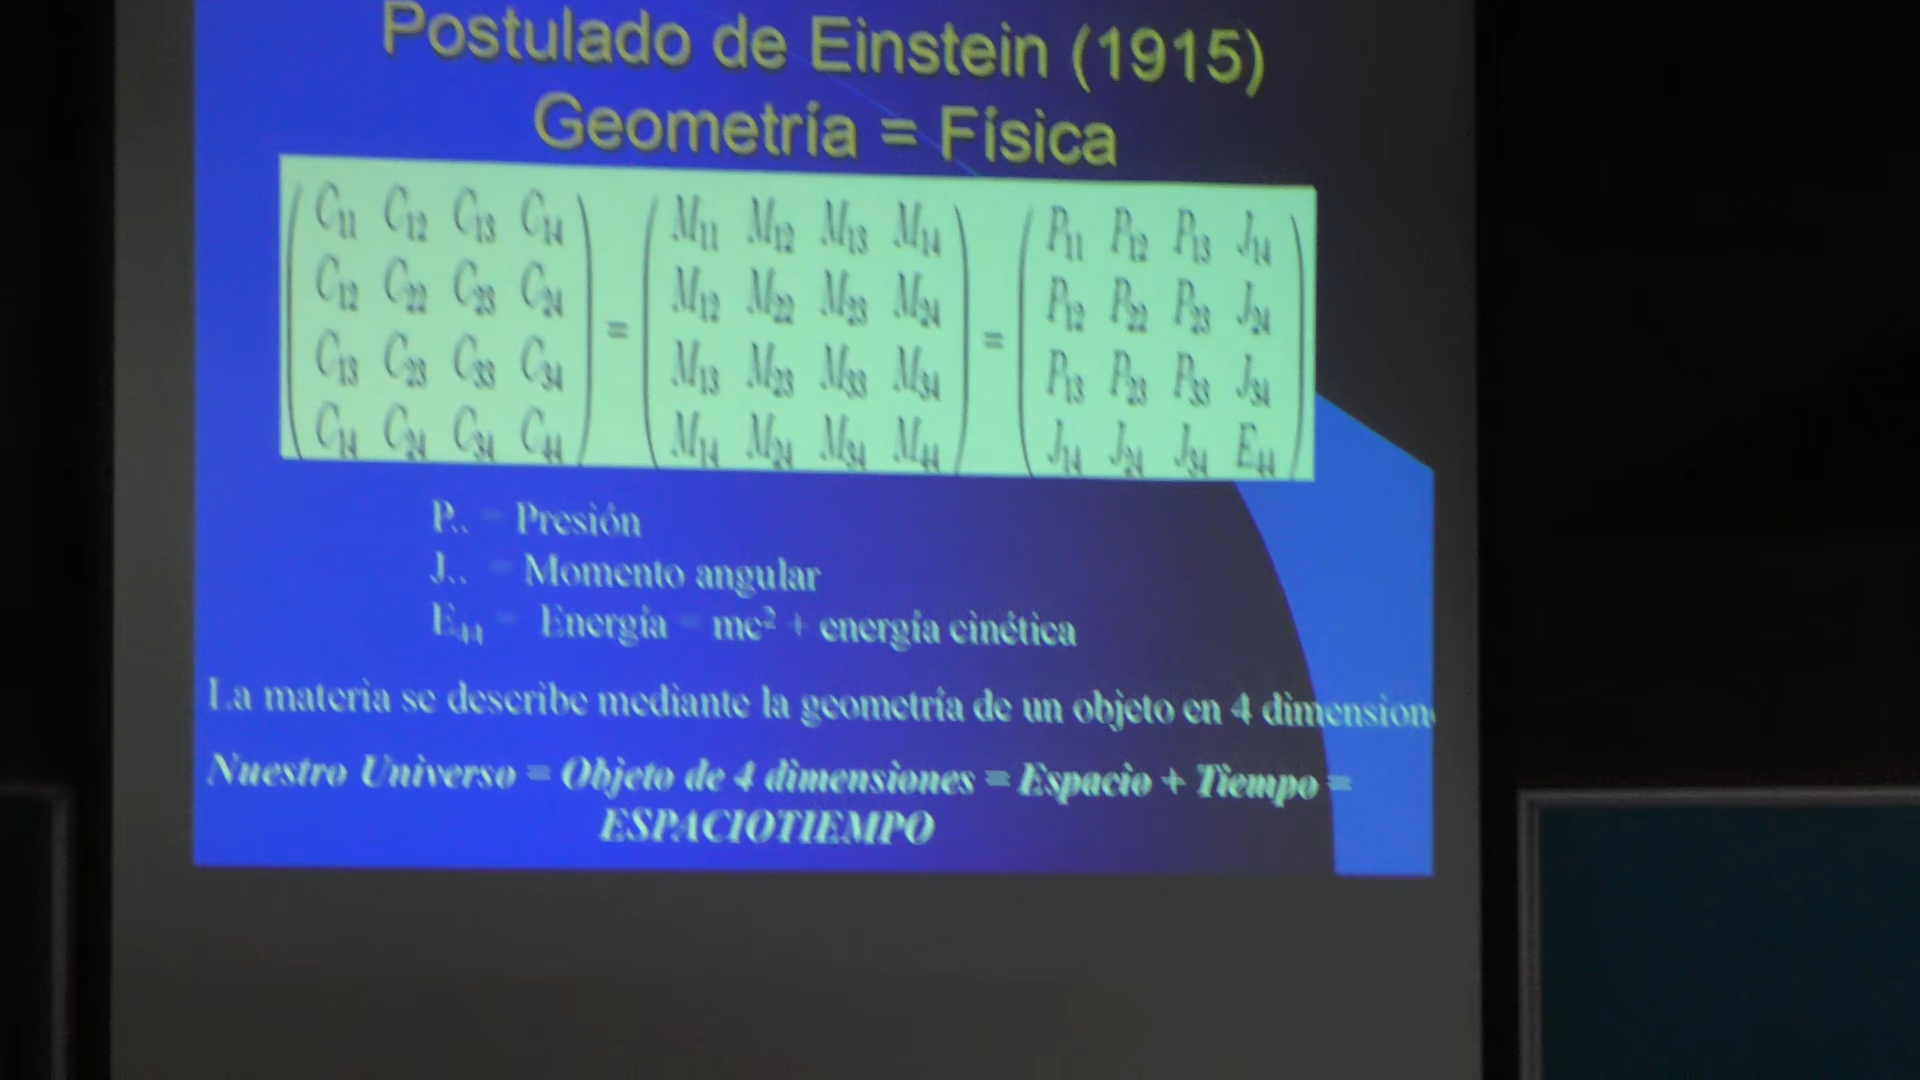 Postulado de Einstein (1915)
Geometría = Física
C11 C12 C13 C14 M11 M12 M13 M14 P11 P12 P13 J14
C12 C22 C23 C24 M12 M22 M23 M24 P12 P22 P23 J24
= =
C13 C23 C33 C34 M13 M23 M33 M34 P13 P23 P33 J34
C14 C24 C34 C44 M14 M24 M34 M44 J14 J24 J34 E44
P.. = Presión
J.. = Momento angular
E44 = Energía = mc² + energía cinética
La materia se describe mediante la geometría de un objeto en 4 dimension
Nuestro Universo = Objeto de 4 dimensiones = Espacio + Tiempo =
ESPACIOTIEMPO